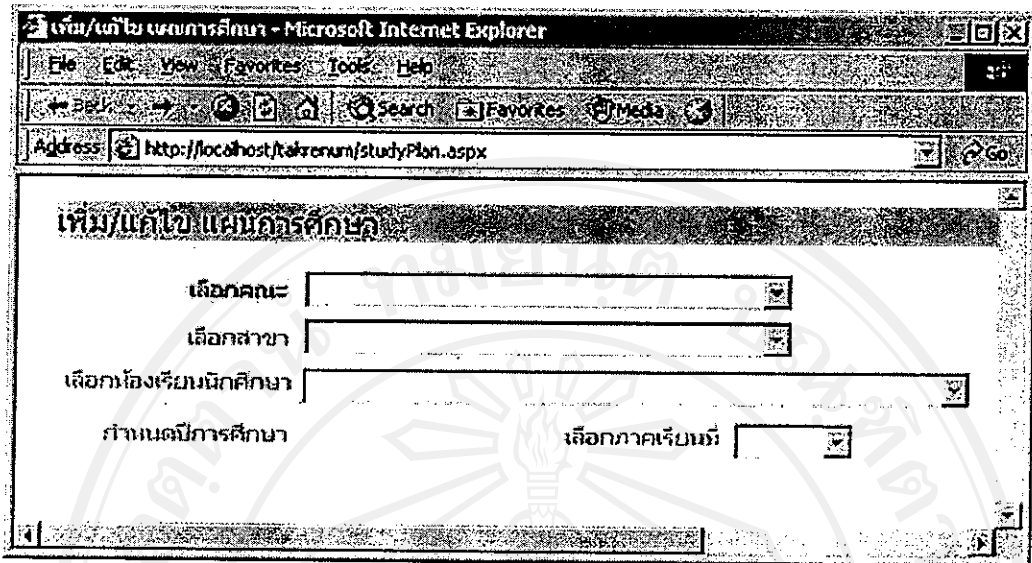 เพิ่ม/แก้ไข แผนการศึกษา - Microsoft Internet Explorer
File Edit View Favorites Tools Help
Back Search Favorites Media
Address http://localhost/takrenum/studyPlan.aspx Go
เพิ่ม/แก้ไข แผนการศึกษา
เลือกคณะ
เลือกสาขา
เลือกห้องเรียนนักศึกษา
กำหนดปีการศึกษา เลือกภาคเรียนที่